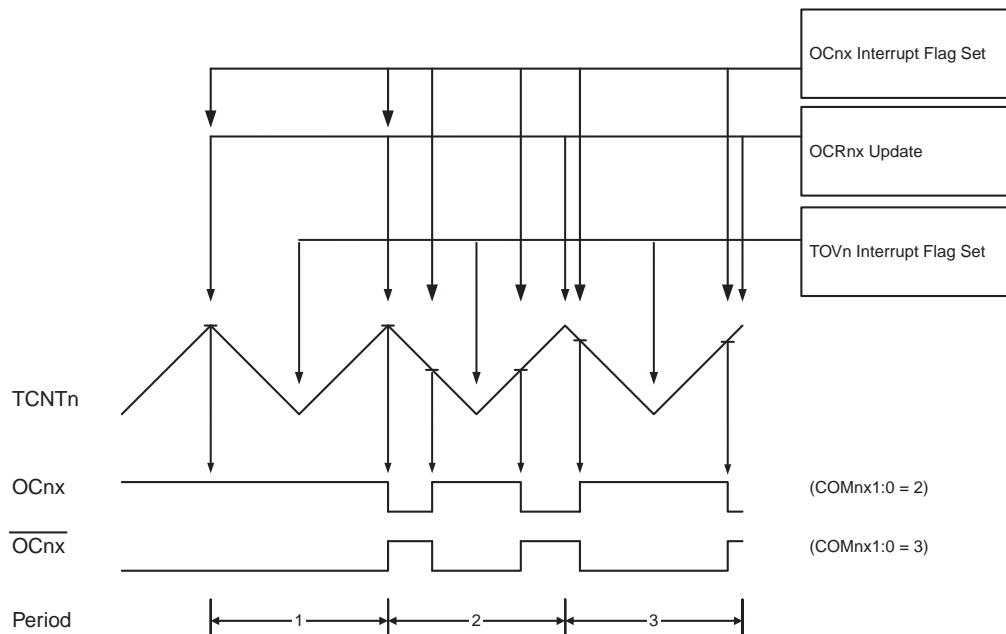 OCnx Interrupt Flag Set
OCRnx Update
TOVn Interrupt Flag Set
TCNTn
OCnx (COMnx1:0 = 2)
OCnx (COMnx1:0 = 3)
Period 1 2 3